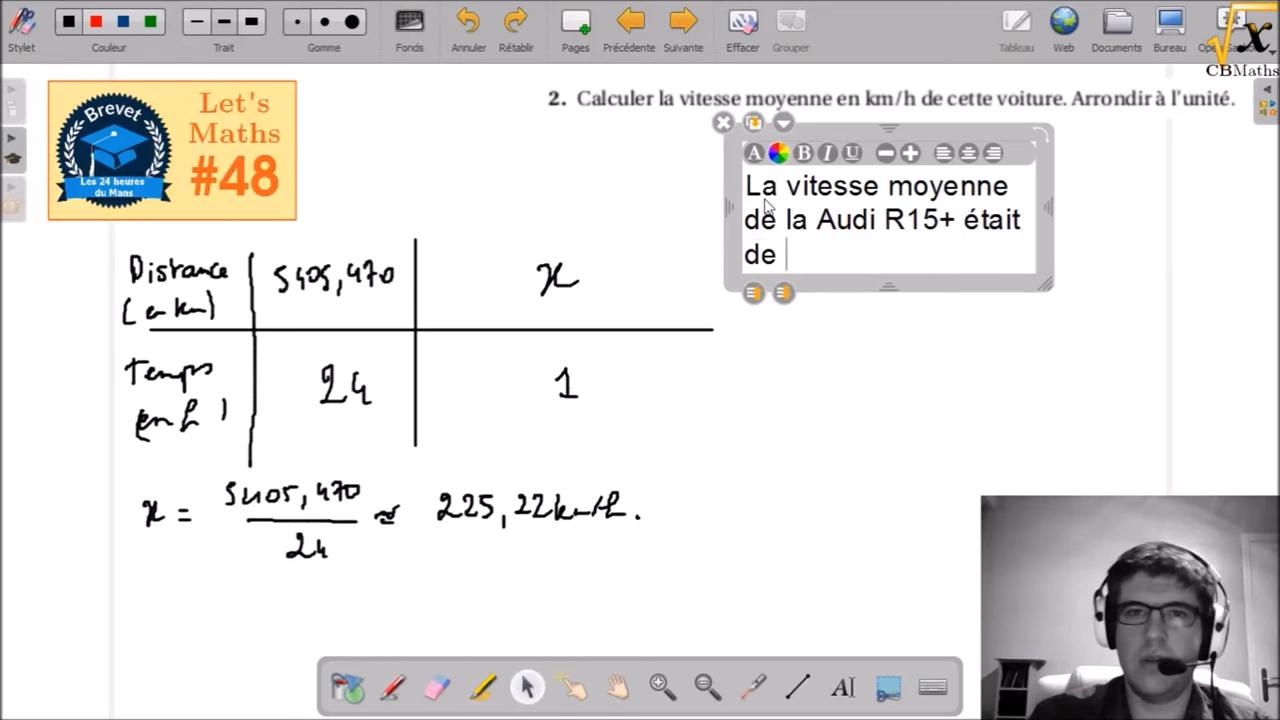 Stylet
Couleur
Trait
Gomme
Fonds
Annuler
Rétablir
Pages
Précédente
Suivante
Effacer
Grouper
Tableau
Web
Documents
Bureau
CBMaths
Brevet
Les 24 heures
du Mans
Let's
Maths
#48
2. Calculer la vitesse moyenne en km/h de cette voiture. Arrondir à l'unité.
La vitesse moyenne
de la Audi R15+ était
de
Distance
(en km)
5405,470
x
Temps
(en h)
24
1
x = 5405,470 / 24 ≈ 225,22 km/h.